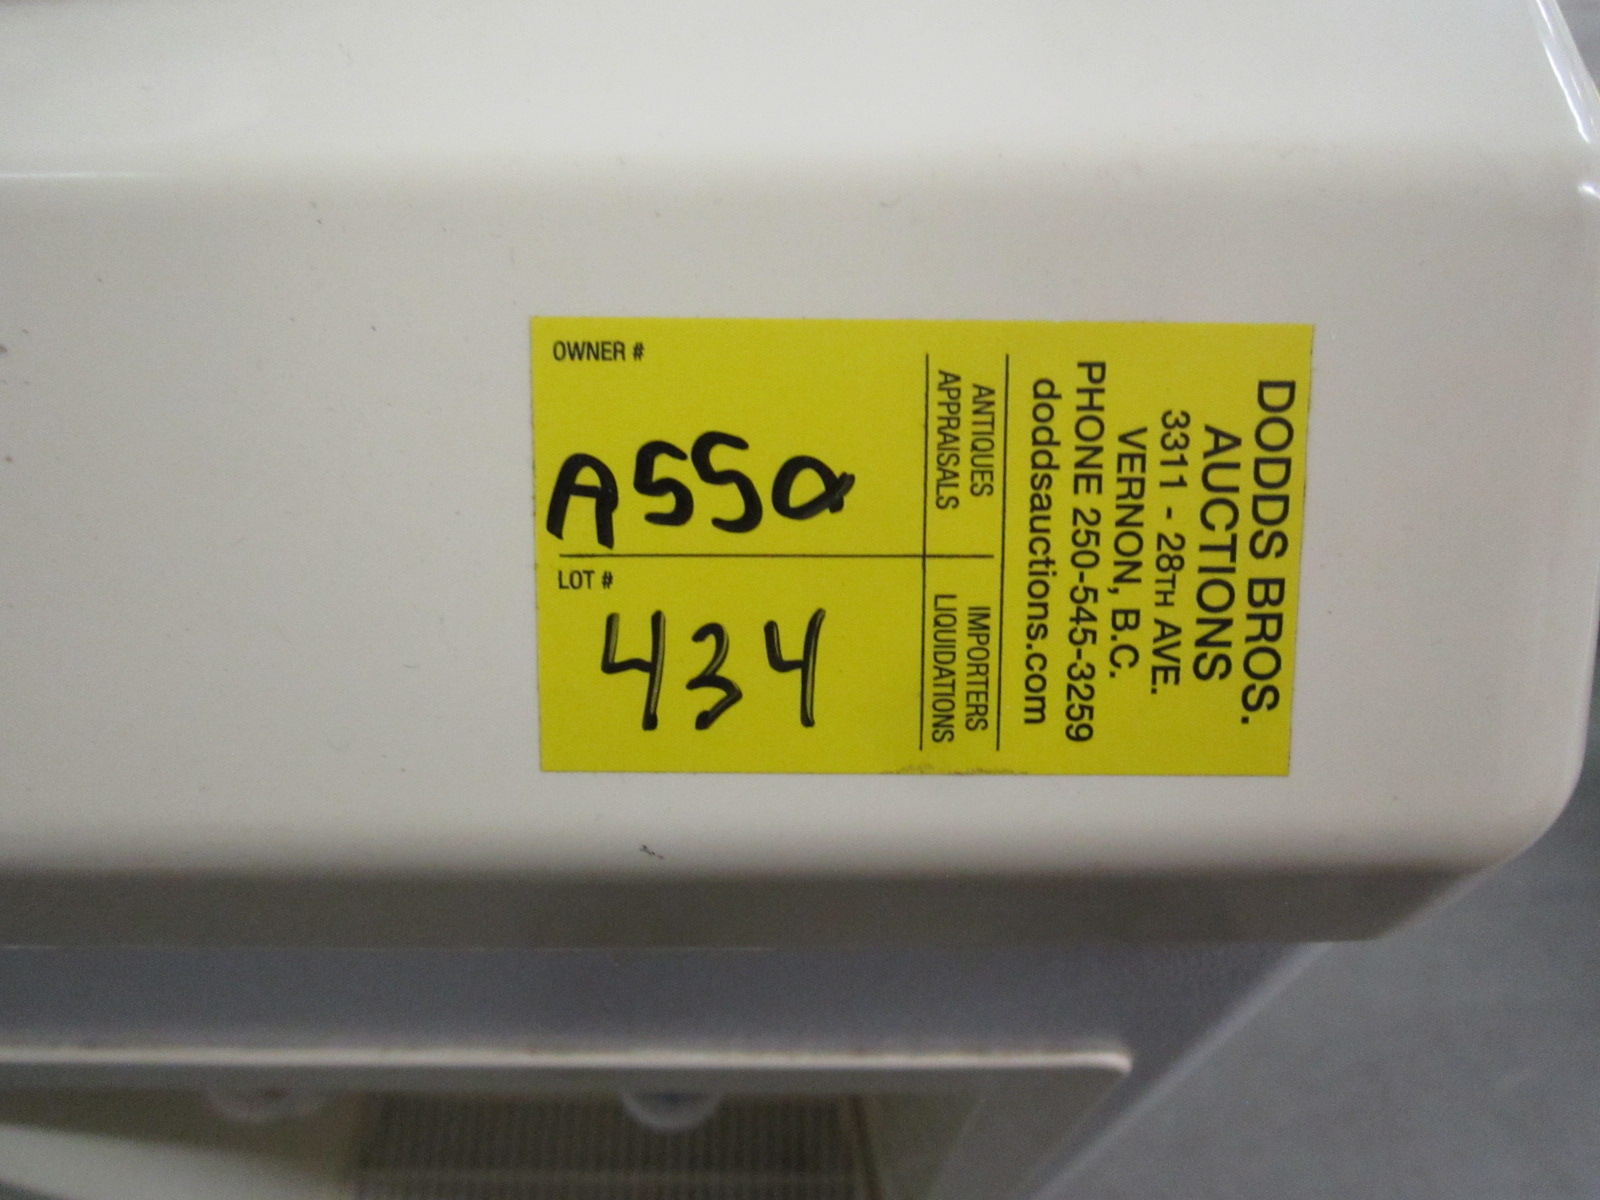 DODDS BROS.
AUCTIONS
3311 - 28TH AVE.
VERNON, B.C.
PHONE 250-545-3259
doddsauctions.com
ANTIQUES
APPRAISALS
IMPORTERS
LIQUIDATIONS
OWNER #
A550
LOT #
434